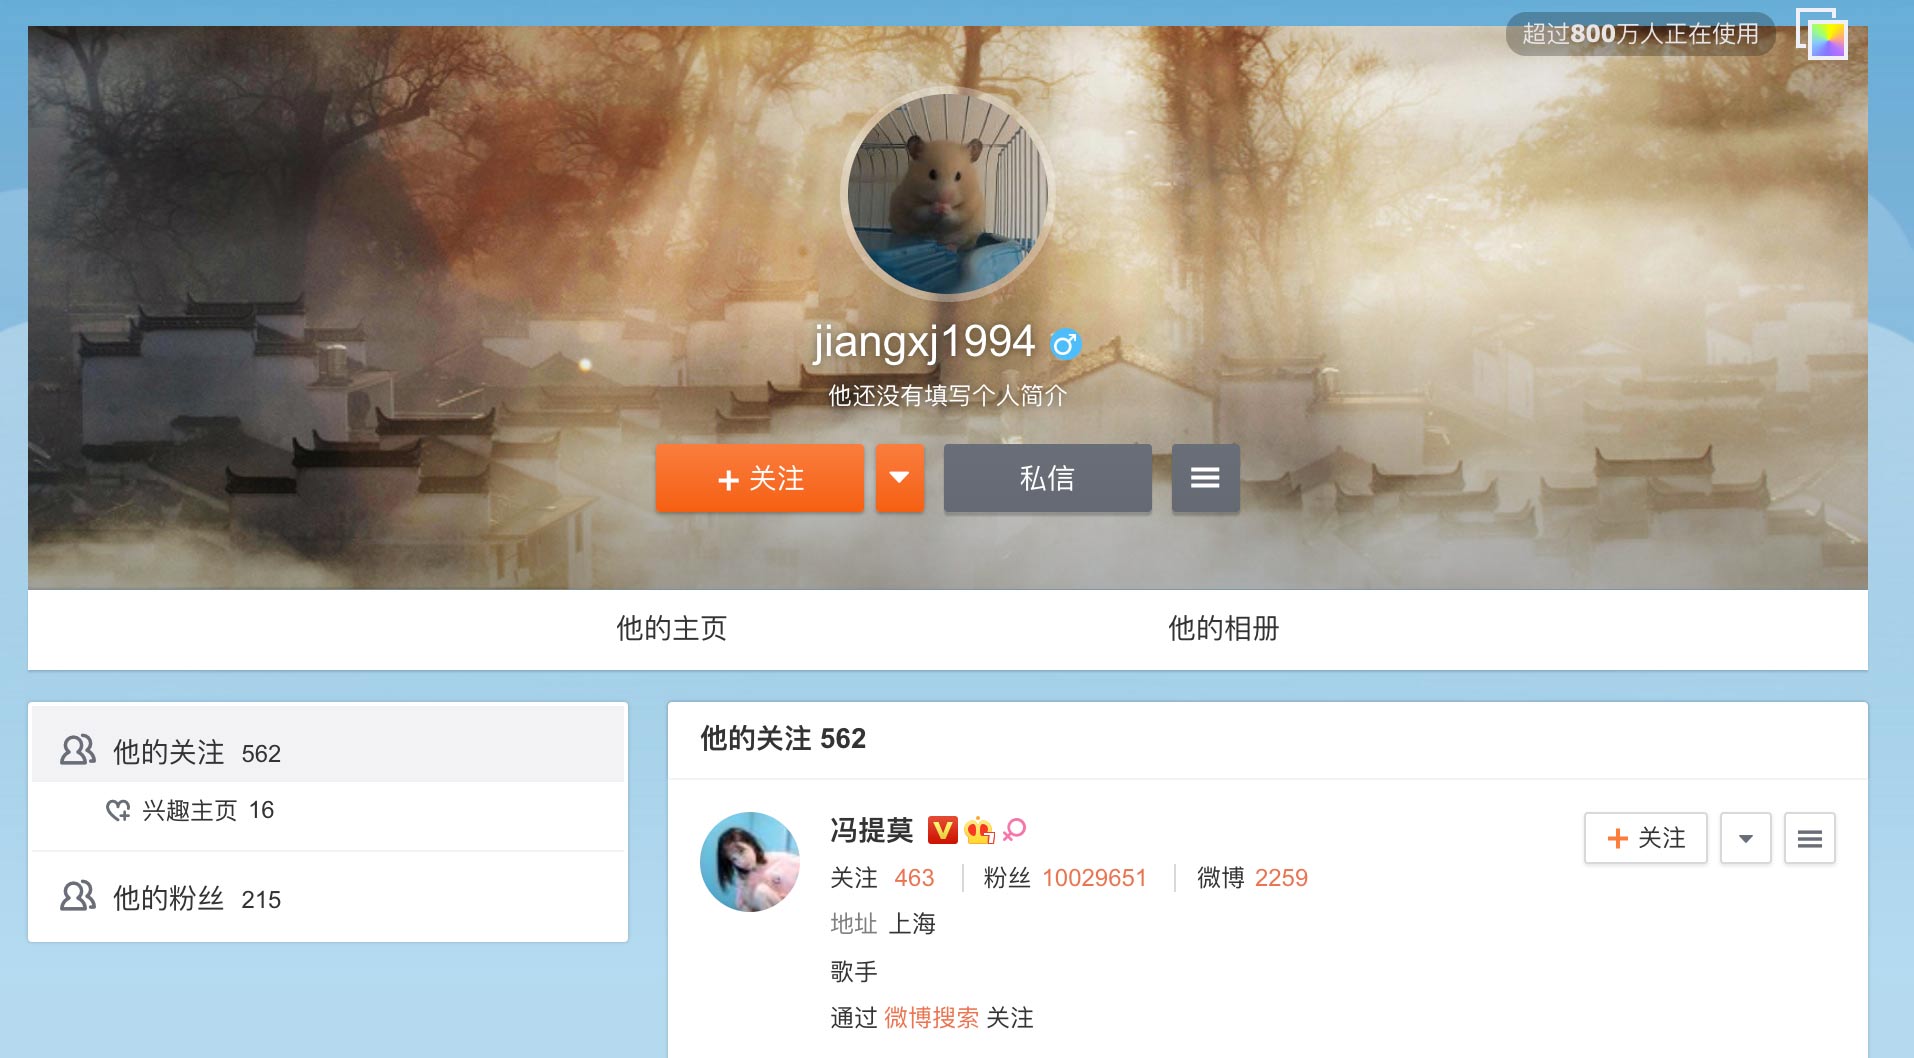 超过800万人正在使用
jiangxj1994
他还没有填写个人简介
+ 关注
私信
他的主页
他的相册
他的关注 562
兴趣主页 16
他的粉丝 215
他的关注 562
冯提莫 V 7
+ 关注
关注 463 粉丝 10029651 微博 2259
地址 上海
歌手
通过 微博搜索 关注